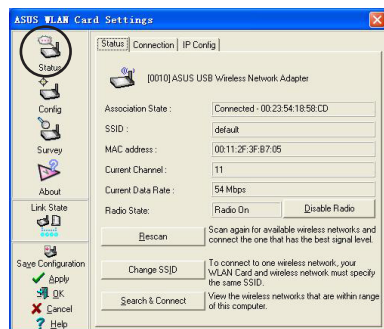 ASUS WLAN Card Settings
Status
Config
Survey
About
Link State
Save Configuration
Apply
OK
Cancel
Help
Status Connection IP Config
[0010] ASUS USB Wireless Network Adapter
Association State : Connected - 00:23:54:18:58:CD
SSID : default
MAC address : 00:11:2F:3F:B7:05
Current Channel : 11
Current Data Rate : 54 Mbps
Radio State: Radio On Disable Radio
Rescan
Scan again for available wireless networks and
connect the one that has the best signal level.
Change SSID
To connect to one wireless network, your
WLAN Card and wireless network must specify
the same SSID.
Search & Connect
View the wireless networks that are within range
of this computer.